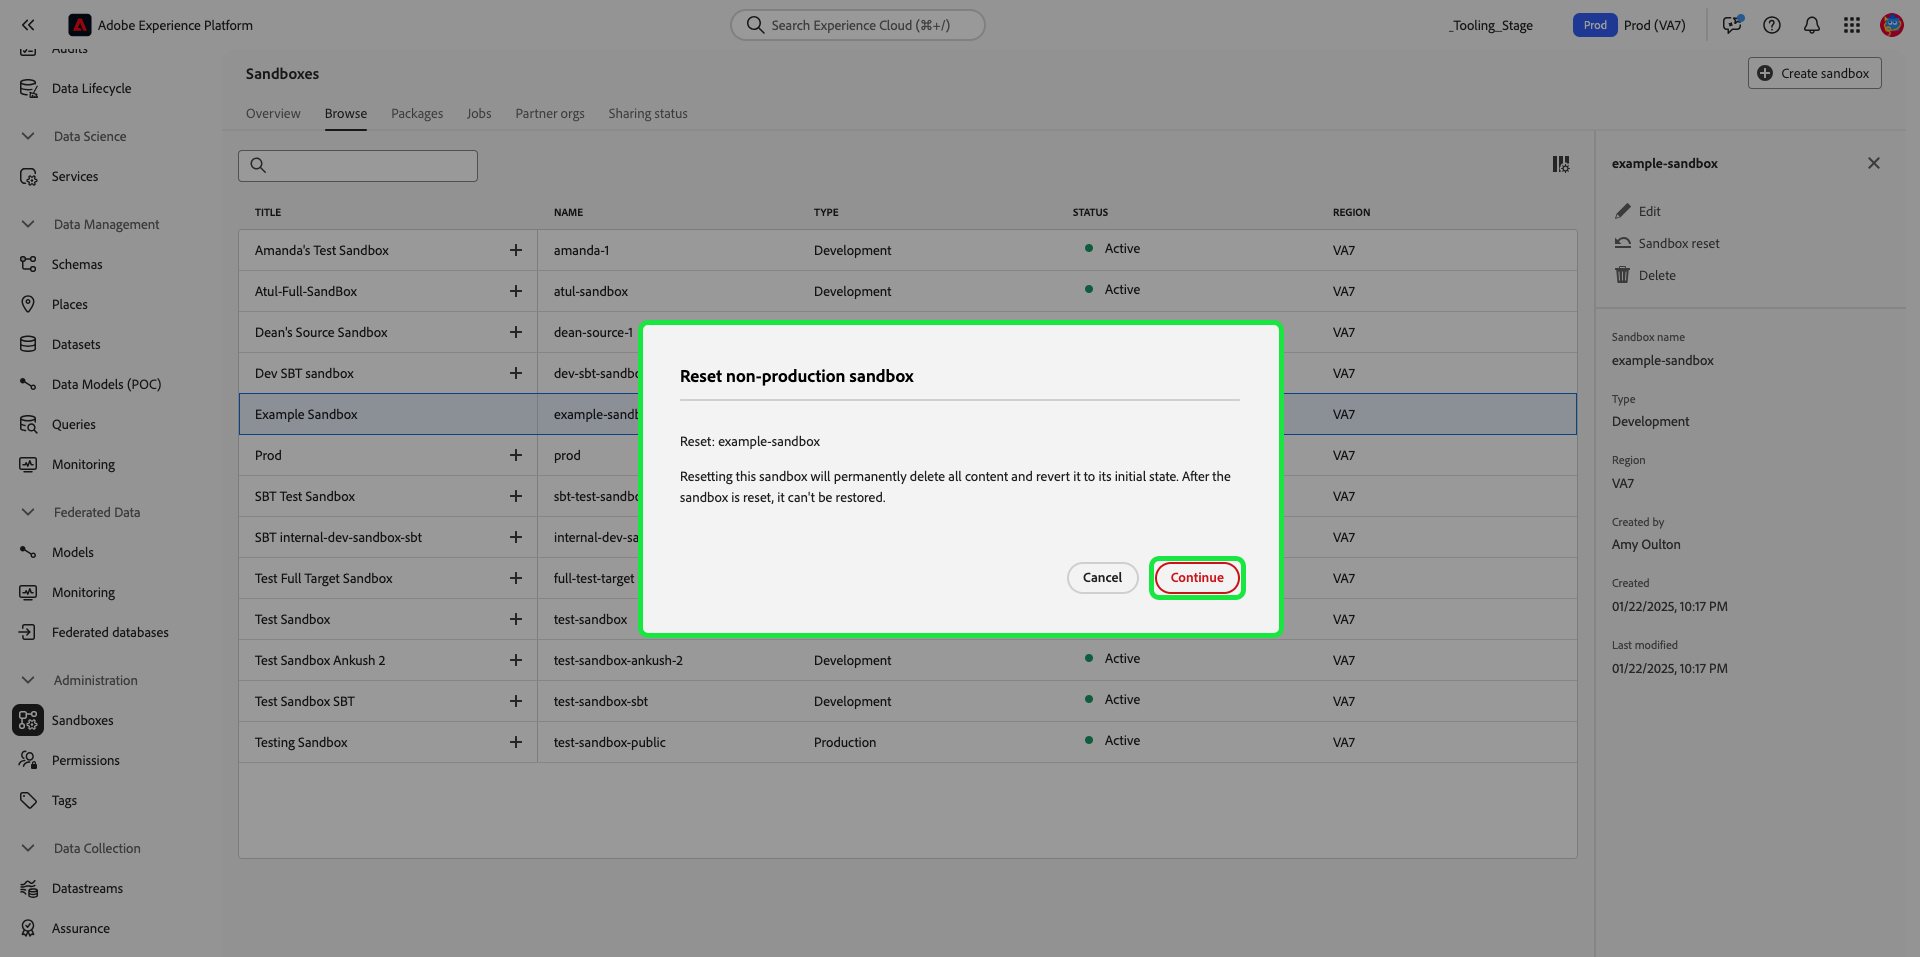 Adobe Experience Platform
Search Experience Cloud (⌘+/)
_Tooling_Stage
Prod
Prod (VA7)
Audits
Data Lifecycle
Data Science
Services
Data Management
Schemas
Places
Datasets
Data Models (POC)
Queries
Monitoring
Federated Data
Models
Monitoring
Federated databases
Administration
Sandboxes
Permissions
Tags
Data Collection
Datastreams
Assurance
Sandboxes
Create sandbox
Overview Browse Packages Jobs Partner orgs Sharing status
TITLE NAME TYPE STATUS REGION
Amanda's Test Sandbox amanda-1 Development Active VA7
Atul-Full-SandBox atul-sandbox Development Active VA7
Dean's Source Sandbox dean-source-1 VA7
Dev SBT sandbox dev-sbt-sandbo VA7
Example Sandbox example-sandb VA7
Prod prod VA7
SBT Test Sandbox sbt-test-sandbo VA7
SBT internal-dev-sandbox-sbt internal-dev-sa VA7
Test Full Target Sandbox full-test-target VA7
Test Sandbox test-sandbox VA7
Test Sandbox Ankush 2 test-sandbox-ankush-2 Development Active VA7
Test Sandbox SBT test-sandbox-sbt Development Active VA7
Testing Sandbox test-sandbox-public Production Active VA7
Reset non-production sandbox
Reset: example-sandbox
Resetting this sandbox will permanently delete all content and revert it to its initial state. After the
sandbox is reset, it can't be restored.
Cancel Continue
example-sandbox
Edit
Sandbox reset
Delete
Sandbox name
example-sandbox
Type
Development
Region
VA7
Created by
Amy Oulton
Created
01/22/2025, 10:17 PM
Last modified
01/22/2025, 10:17 PM